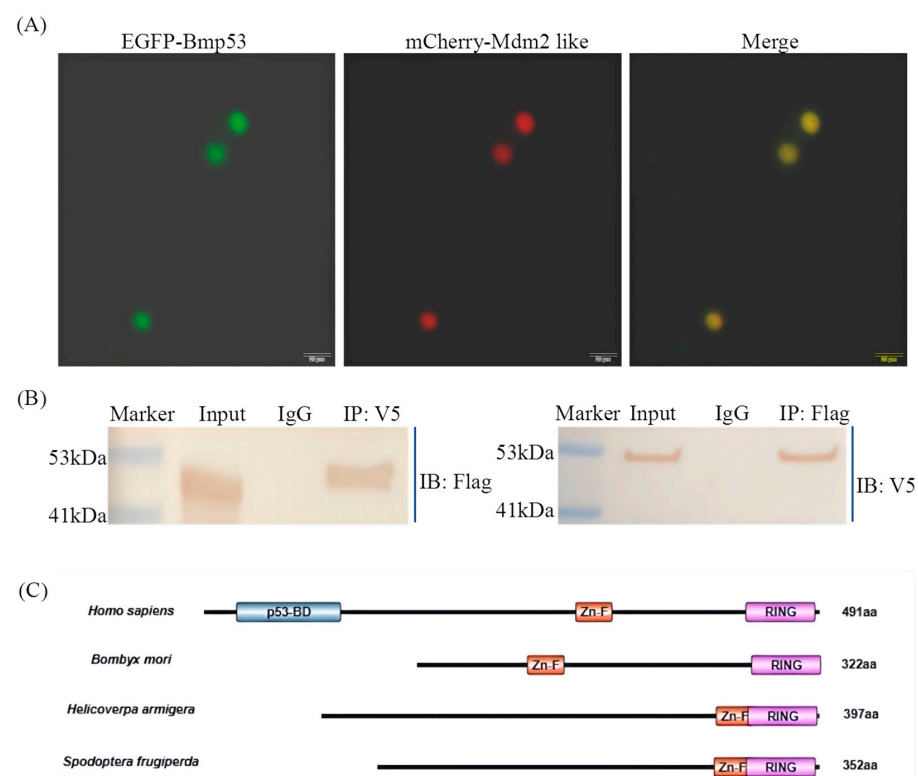 (A)
EGFP-Bmp53 mCherry-Mdm2 like Merge
(B)
Marker Input IgG IP: V5 Marker Input IgG IP: Flag
53kDa 53kDa
IB: Flag IB: V5
41kDa 41kDa
(C)
Homo sapiens p53-BD Zn-F RING 491aa
Bombyx mori Zn-F RING 322aa
Helicoverpa armigera Zn-F RING 397aa
Spodoptera frugiperda Zn-F RING 352aa